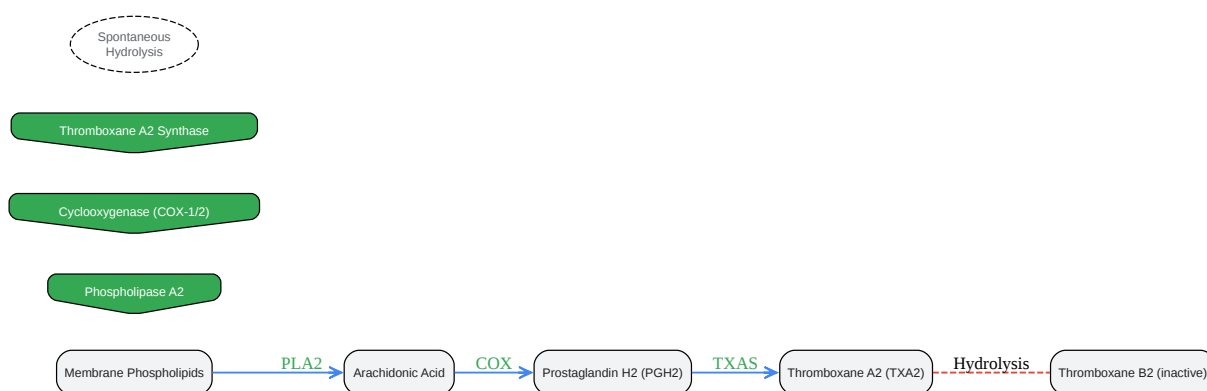 Spontaneous
Hydrolysis
Thromboxane A2 Synthase
Cyclooxygenase (COX-1/2)
Phospholipase A2
PLA2
COX
TXAS
Hydrolysis
Membrane Phospholipids
Arachidonic Acid
Prostaglandin H2 (PGH2)
Thromboxane A2 (TXA2)
Thromboxane B2 (inactive)